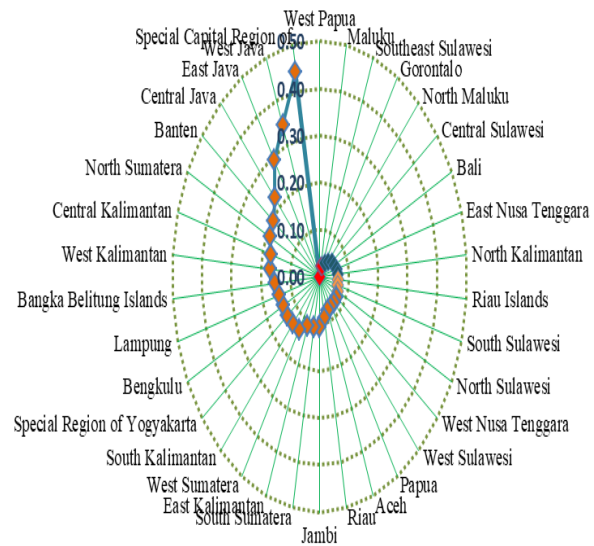 West Papua
Maluku
Southeast Sulawesi
Gorontalo
North Maluku
Central Sulawesi
Bali
East Nusa Tenggara
North Kalimantan
Riau Islands
South Sulawesi
North Sulawesi
West Nusa Tenggara
West Sulawesi
Papua
Aceh
Riau
Jambi
South Sumatera
East Kalimantan
West Sumatera
South Kalimantan
Special Region of Yogyakarta
Bengkulu
Lampung
Bangka Belitung Islands
West Kalimantan
Central Kalimantan
North Sumatera
Banten
Central Java
East Java
West Java
Special Capital Region of
0.50
0.40
0.30
0.20
0.10
0.00